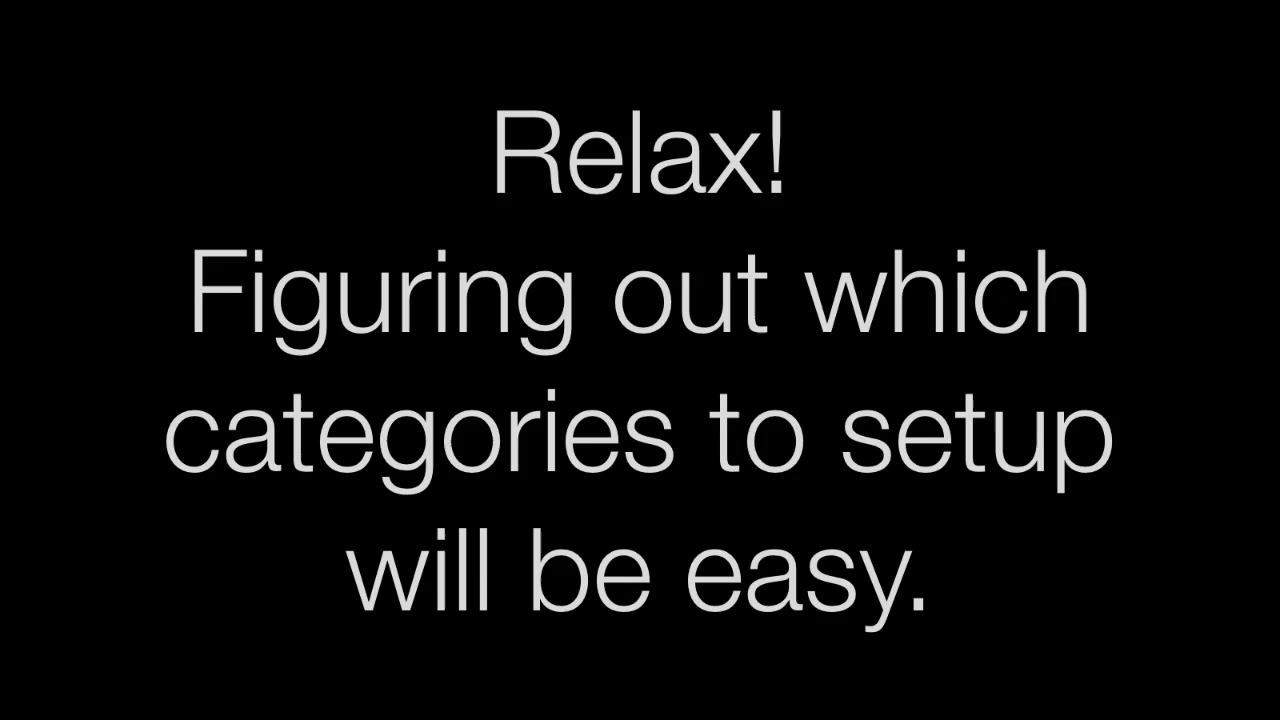 Relax!
Figuring out which
categories to setup
will be easy.